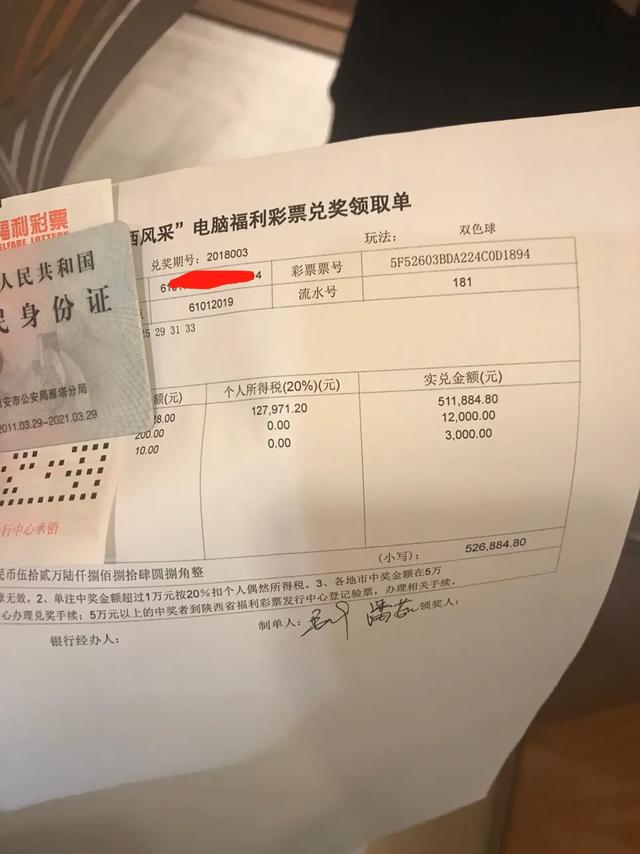 福利彩票
WELFARE LOTTERY
西风采”电脑福利彩票兑奖领取单
兑奖期号: 2018003
玩法: 双色球
4
彩票票号
5F52603BDA224C0D1894
61012019
流水号
181
25 29 31 33
人民共和国
民身份证
安市公安局雁塔分局
2011.03.29-2021.03.29
额(元)
个人所得税(20%)(元)
实兑金额(元)
127,971.20
511,884.80
200.00
0.00
12,000.00
10.00
0.00
3,000.00
行中心承销
(小写): 526,884.80
民币伍拾贰万陆仟捌佰捌拾肆圆捌角整
无效。2、单注中奖金额超过1万元按20%扣个人偶然所得税。3、各地市中奖金额在5万
心办理兑奖手续; 5万元以上的中奖者到陕西省福利彩票发行中心登记验票, 办理相关手续。
银行经办人:
制单人:
领奖人: